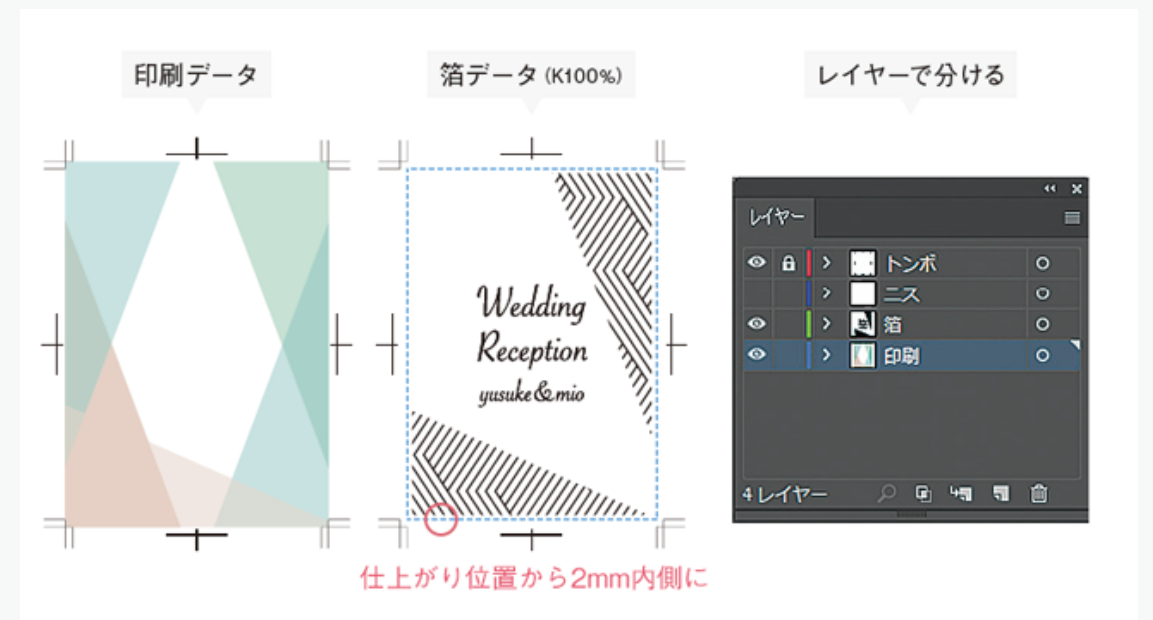 印刷データ
箔データ (K100%)
レイヤーで分ける
Wedding
Reception
yusuke&mio
仕上がり位置から2mm内側に
レイヤー
トンボ
ニス
箔
印刷
4 レイヤー